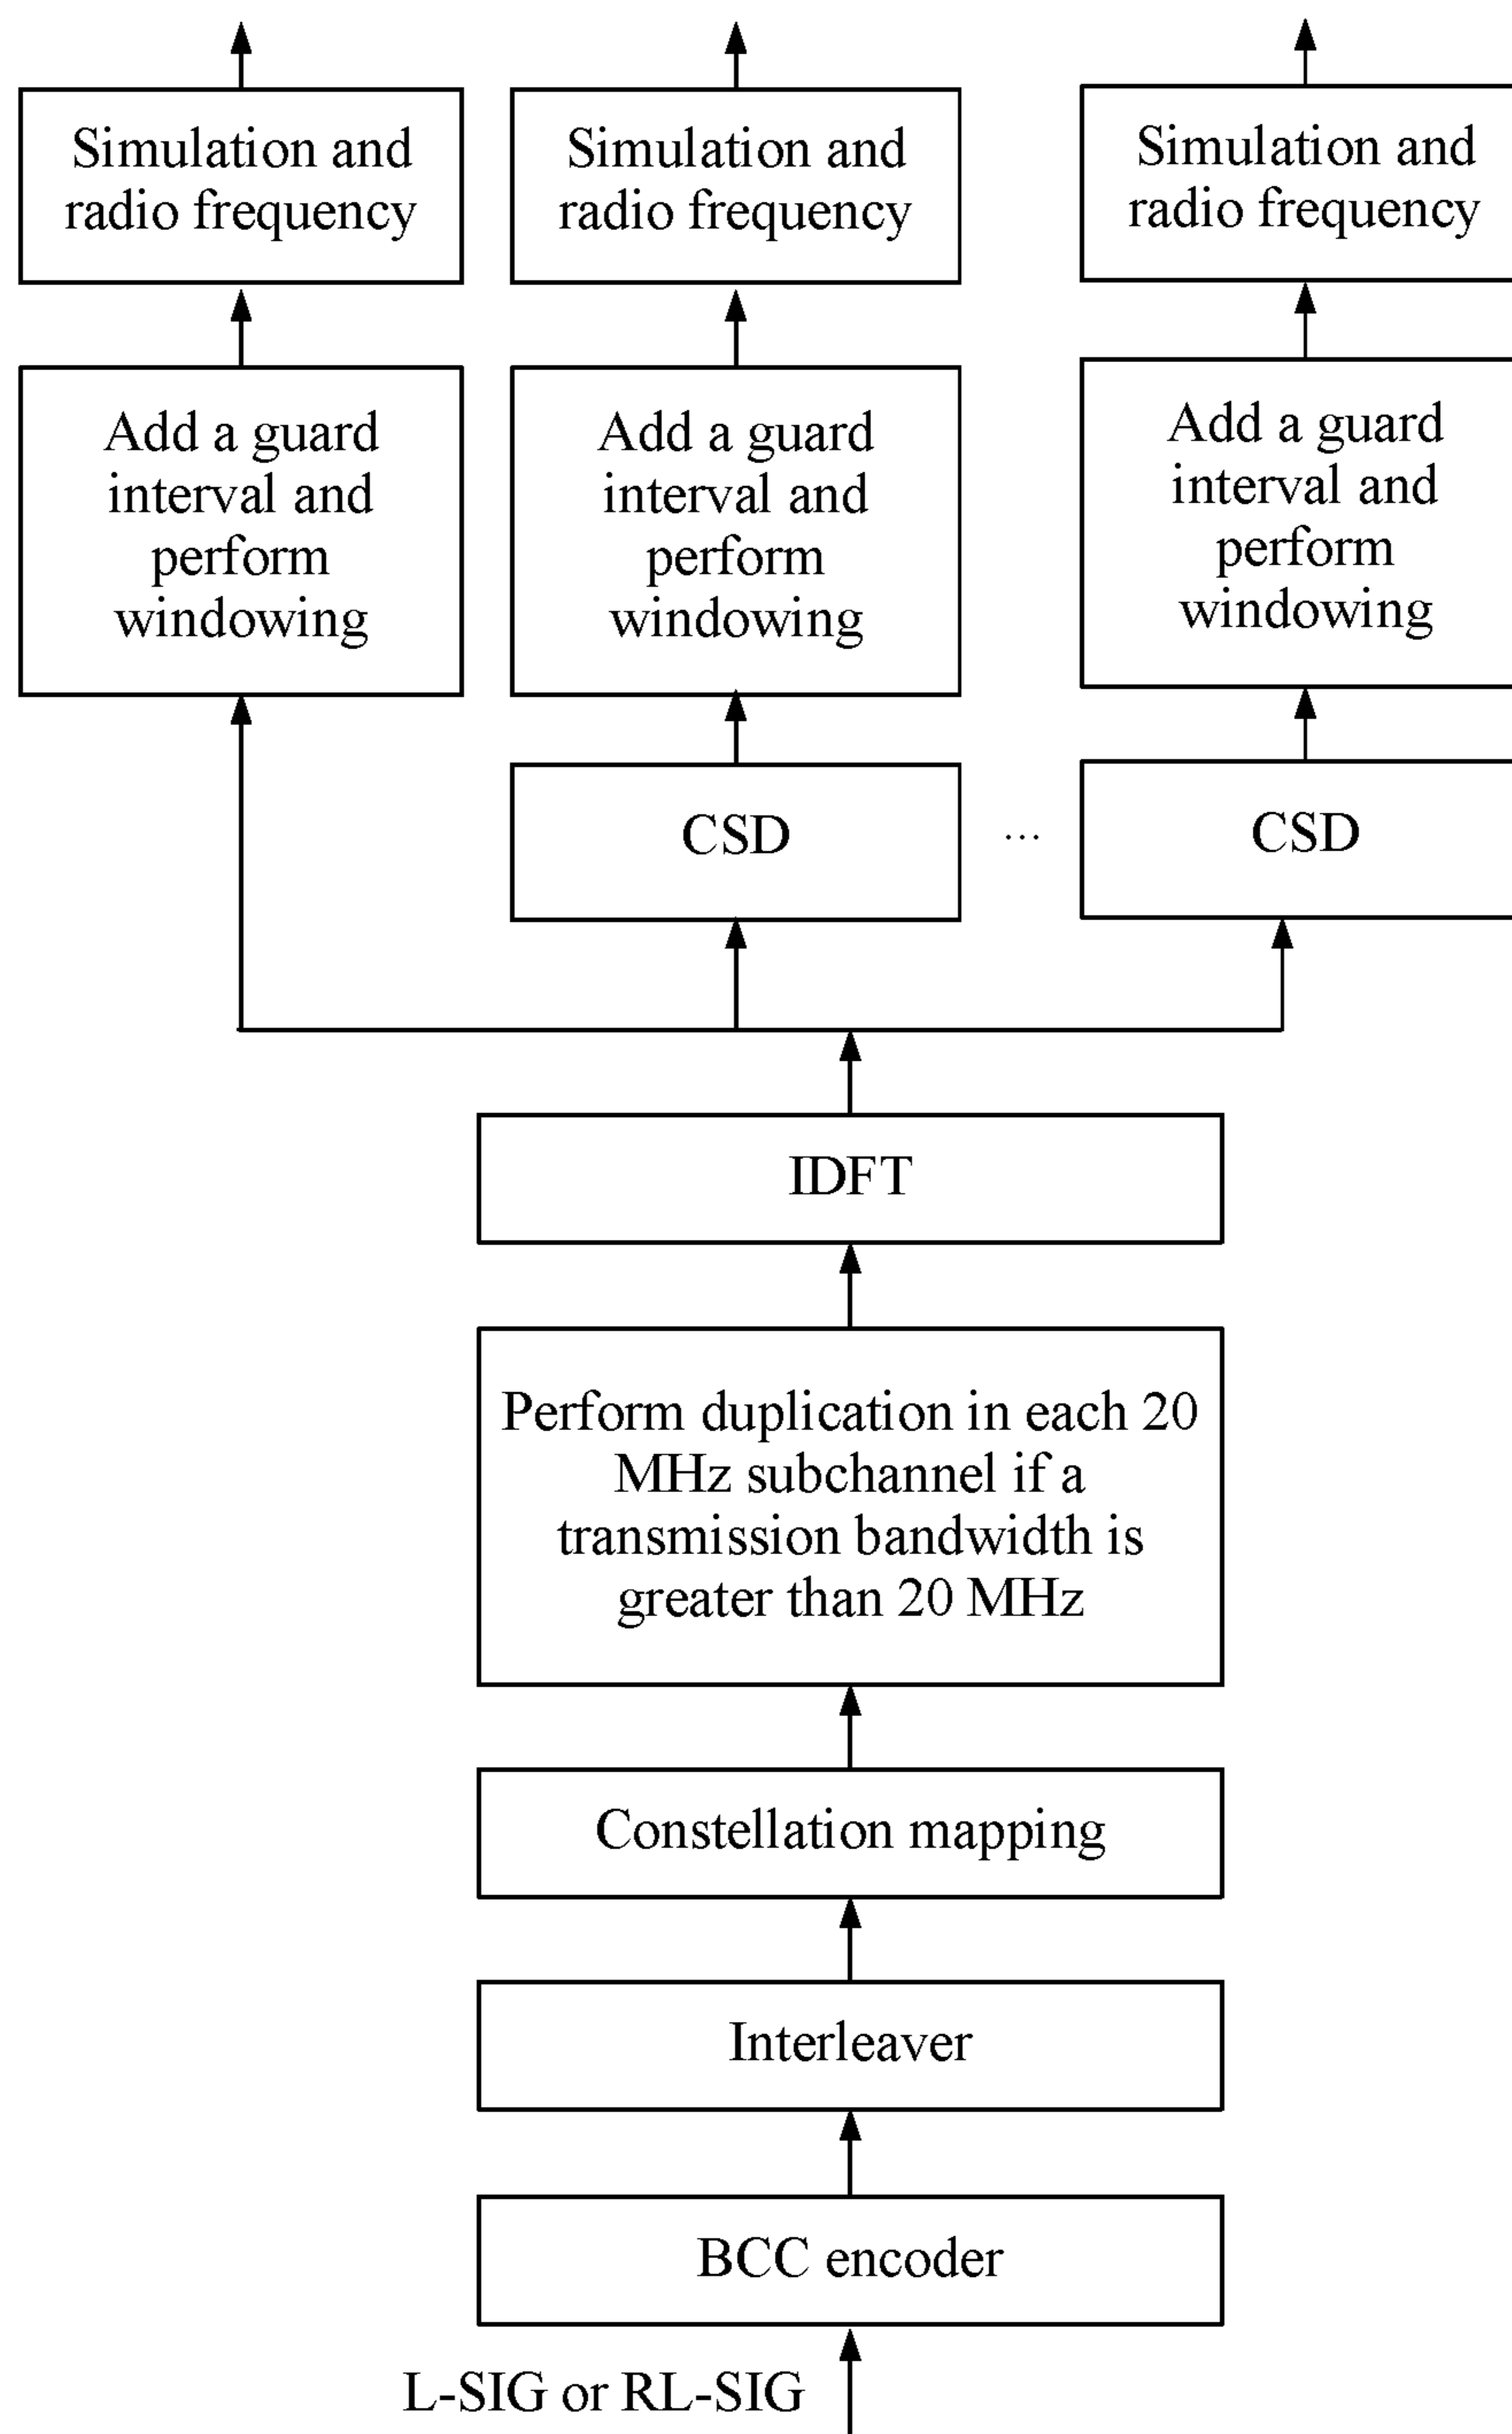 Simulation and
radio frequency
Simulation and
radio frequency
Simulation and
radio frequency
Add a guard
interval and
perform
windowing
Add a guard
interval and
perform
windowing
Add a guard
interval and
perform
windowing
CSD
...
CSD
IDFT
Perform duplication in each 20
MHz subchannel if a
transmission bandwidth is
greater than 20 MHz
Constellation mapping
Interleaver
BCC encoder
L-SIG or RL-SIG